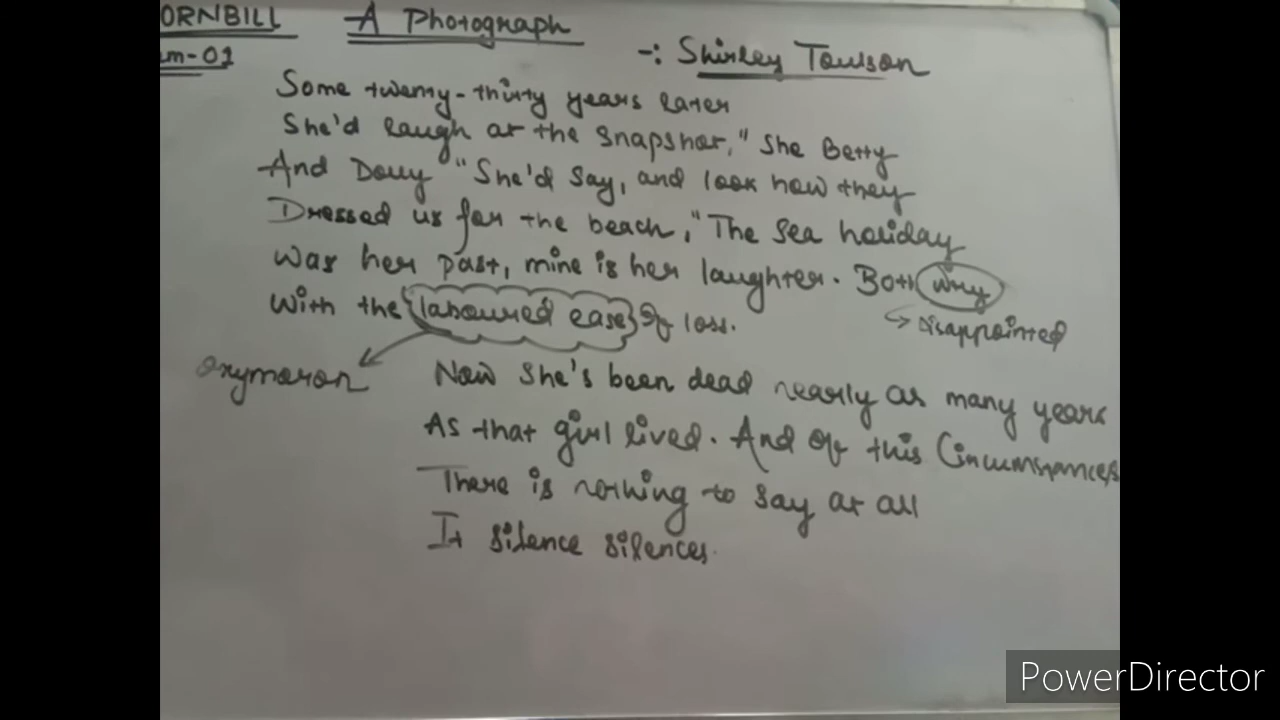 ORNBILL
A Photograph
em-01
-: Shirley Toulson
Some twenty-thirty years later
She'd laugh at the snapshot," She Betty
And Dolly "She'd Say, and look how they
Dressed us for the beach," The Sea holiday
was her past, mine is her laughter. Both wry
With the laboured ease of loss.
Disappointed
oxymoron
Now She's been dead nearly as many years
As that girl lived. And of this Circumstances
There is nothing to say at all
It silence silences.
PowerDirector